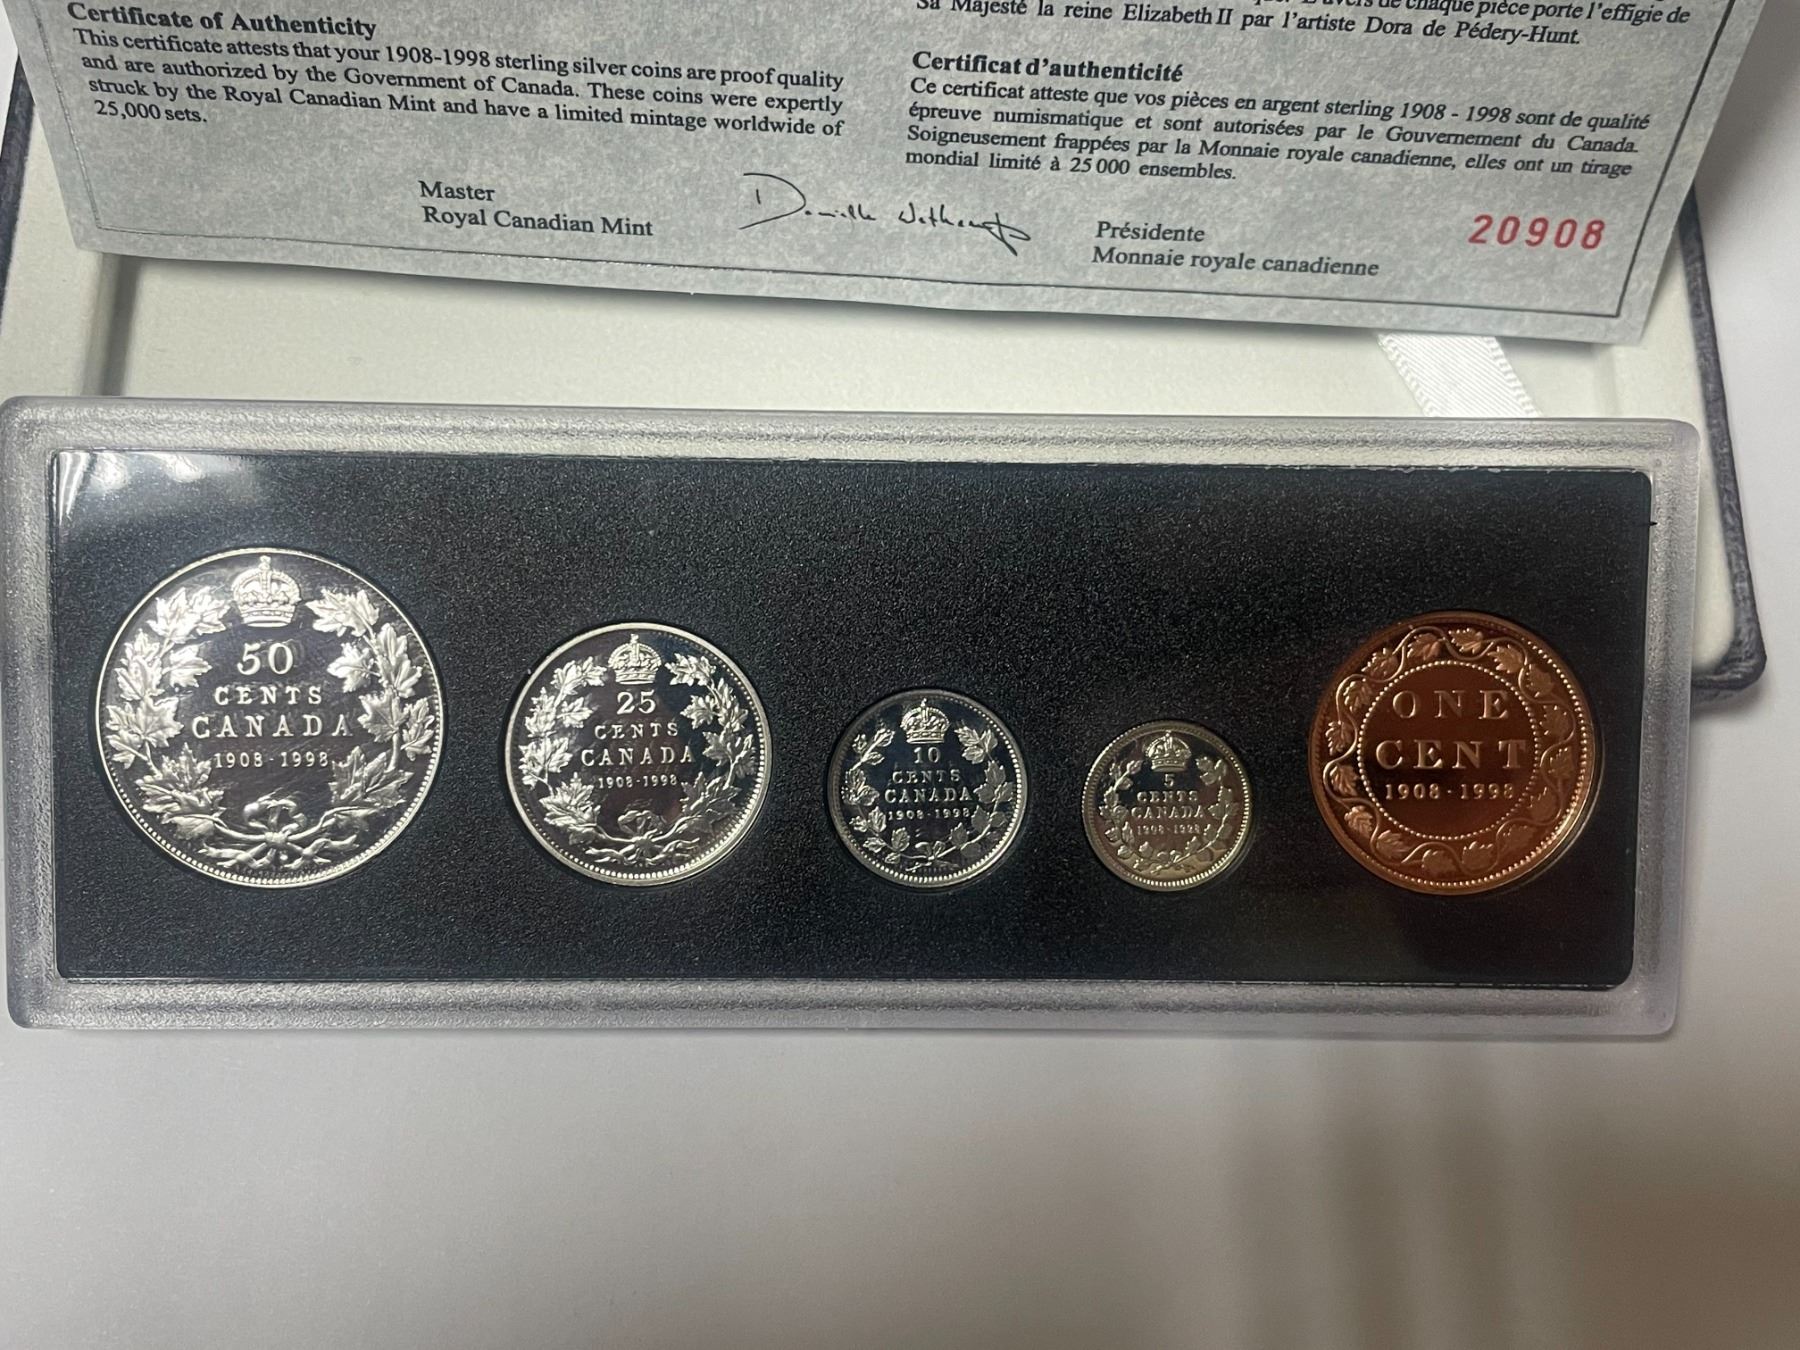 Certificate of Authenticity
This certificate attests that your 1908-1998 sterling silver coins are proof quality
and are authorized by the Government of Canada. These coins were expertly
struck by the Royal Canadian Mint and have a limited mintage worldwide of
25,000 sets.
de chaque pièce porte l'effigie de
Sa Majesté la reine Elizabeth II par l'artiste Dora de Pédery-Hunt.
Certificat d'authenticité
Ce certificat atteste que vos pièces en argent sterling 1908 - 1998 sont de qualité
épreuve numismatique et sont autorisées par le Gouvernement du Canada.
Soigneusement frappées par la Monnaie royale canadienne, elles ont un tirage
mondial limité à 25 000 ensembles.
Master
Royal Canadian Mint
Présidente
Monnaie royale canadienne
20908
50
CENTS
CANADA
1908-1998
25
CENTS
CANADA
1908-1998
10
CENTS
CANADA
1908-1998
5
CENTS
CANADA
1908-1998
ONE
CENT
1908-1998